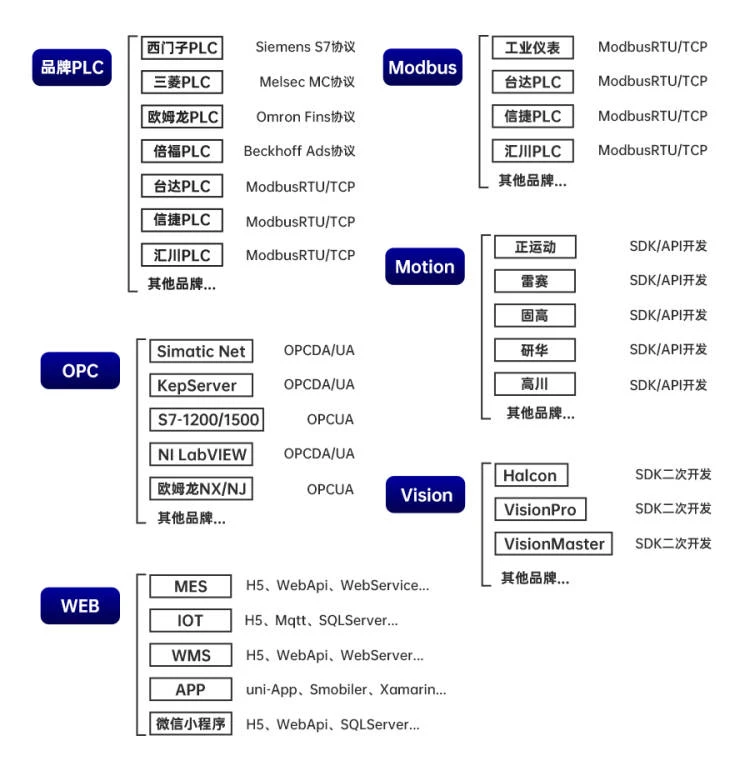 品牌PLC
西门子PLC Siemens S7协议
三菱PLC Melsec MC协议
欧姆龙PLC Omron Fins协议
倍福PLC Beckhoff Ads协议
台达PLC ModbusRTU/TCP
信捷PLC ModbusRTU/TCP
汇川PLC ModbusRTU/TCP
其他品牌...
Modbus
工业仪表 ModbusRTU/TCP
台达PLC ModbusRTU/TCP
信捷PLC ModbusRTU/TCP
汇川PLC ModbusRTU/TCP
其他品牌...
Motion
正运动 SDK/API开发
雷赛 SDK/API开发
固高 SDK/API开发
研华 SDK/API开发
高川 SDK/API开发
其他品牌...
OPC
Simatic Net OPCDA/UA
KepServer OPCDA/UA
S7-1200/1500 OPCUA
NI LabVIEW OPCDA/UA
欧姆龙NX/NJ OPCUA
其他品牌...
Vision
Halcon SDK二次开发
VisionPro SDK二次开发
VisionMaster SDK二次开发
其他品牌...
WEB
MES H5、WebApi、WebService...
IOT H5、Mqtt、SQLServer...
WMS H5、WebApi、WebServer...
APP uni-App、Smobiler、Xamarin...
微信小程序 H5、WebApi、SQLServer...